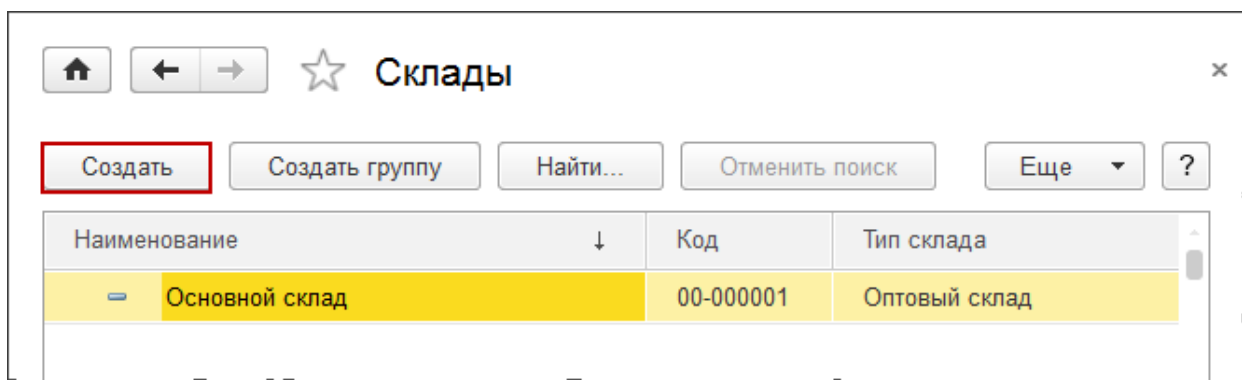 Склады
Создать Создать группу Найти... Отменить поиск Еще ?
Наименование ↓ Код Тип склада
Основной склад 00-000001 Оптовый склад